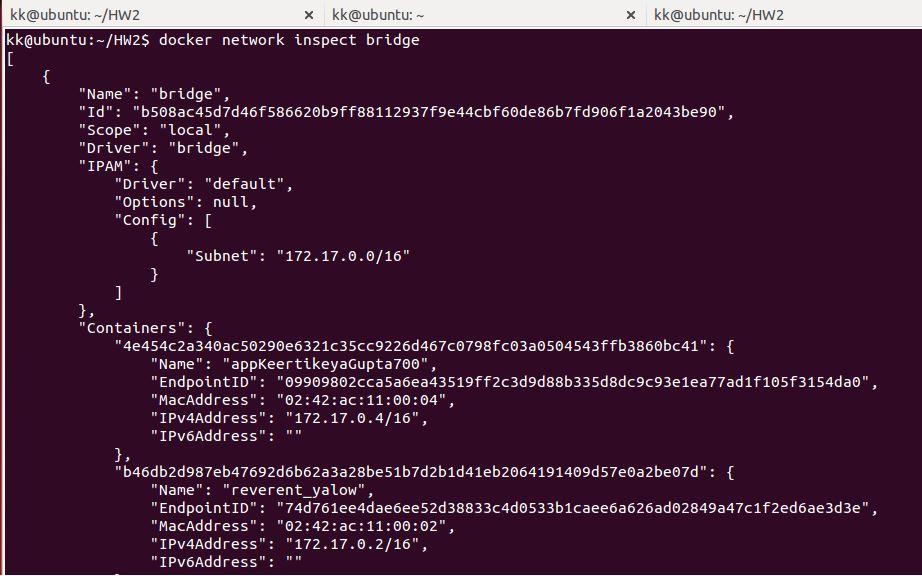 kk@ubuntu: ~/HW2 × kk@ubuntu: ~ × kk@ubuntu: ~/HW2
kk@ubuntu:~/HW2$ docker network inspect bridge
[
    {
        "Name": "bridge",
        "Id": "b508ac45d7d46f586620b9ff88112937f9e44cbf60de86b7fd906f1a2043be90",
        "Scope": "local",
        "Driver": "bridge",
        "IPAM": {
            "Driver": "default",
            "Options": null,
            "Config": [
                {
                    "Subnet": "172.17.0.0/16"
                }
            ]
        },
        "Containers": {
            "4e454c2a340ac50290e6321c35cc9226d467c0798fc03a0504543ffb3860bc41": {
                "Name": "appKeertikeyaGupta700",
                "EndpointID": "09909802cca5a6ea43519ff2c3d9d88b335d8dc9c93e1ea77ad1f105f3154da0",
                "MacAddress": "02:42:ac:11:00:04",
                "IPv4Address": "172.17.0.4/16",
                "IPv6Address": ""
            },
            "b46db2d987eb47692d6b62a3a28be51b7d2b1d41eb2064191409d57e0a2be07d": {
                "Name": "reverent_yalow",
                "EndpointID": "74d761ee4dae6ee52d38833c4d0533b1caee6a626ad02849a47c1f2ed6ae3d3e",
                "MacAddress": "02:42:ac:11:00:02",
                "IPv4Address": "172.17.0.2/16",
                "IPv6Address": ""